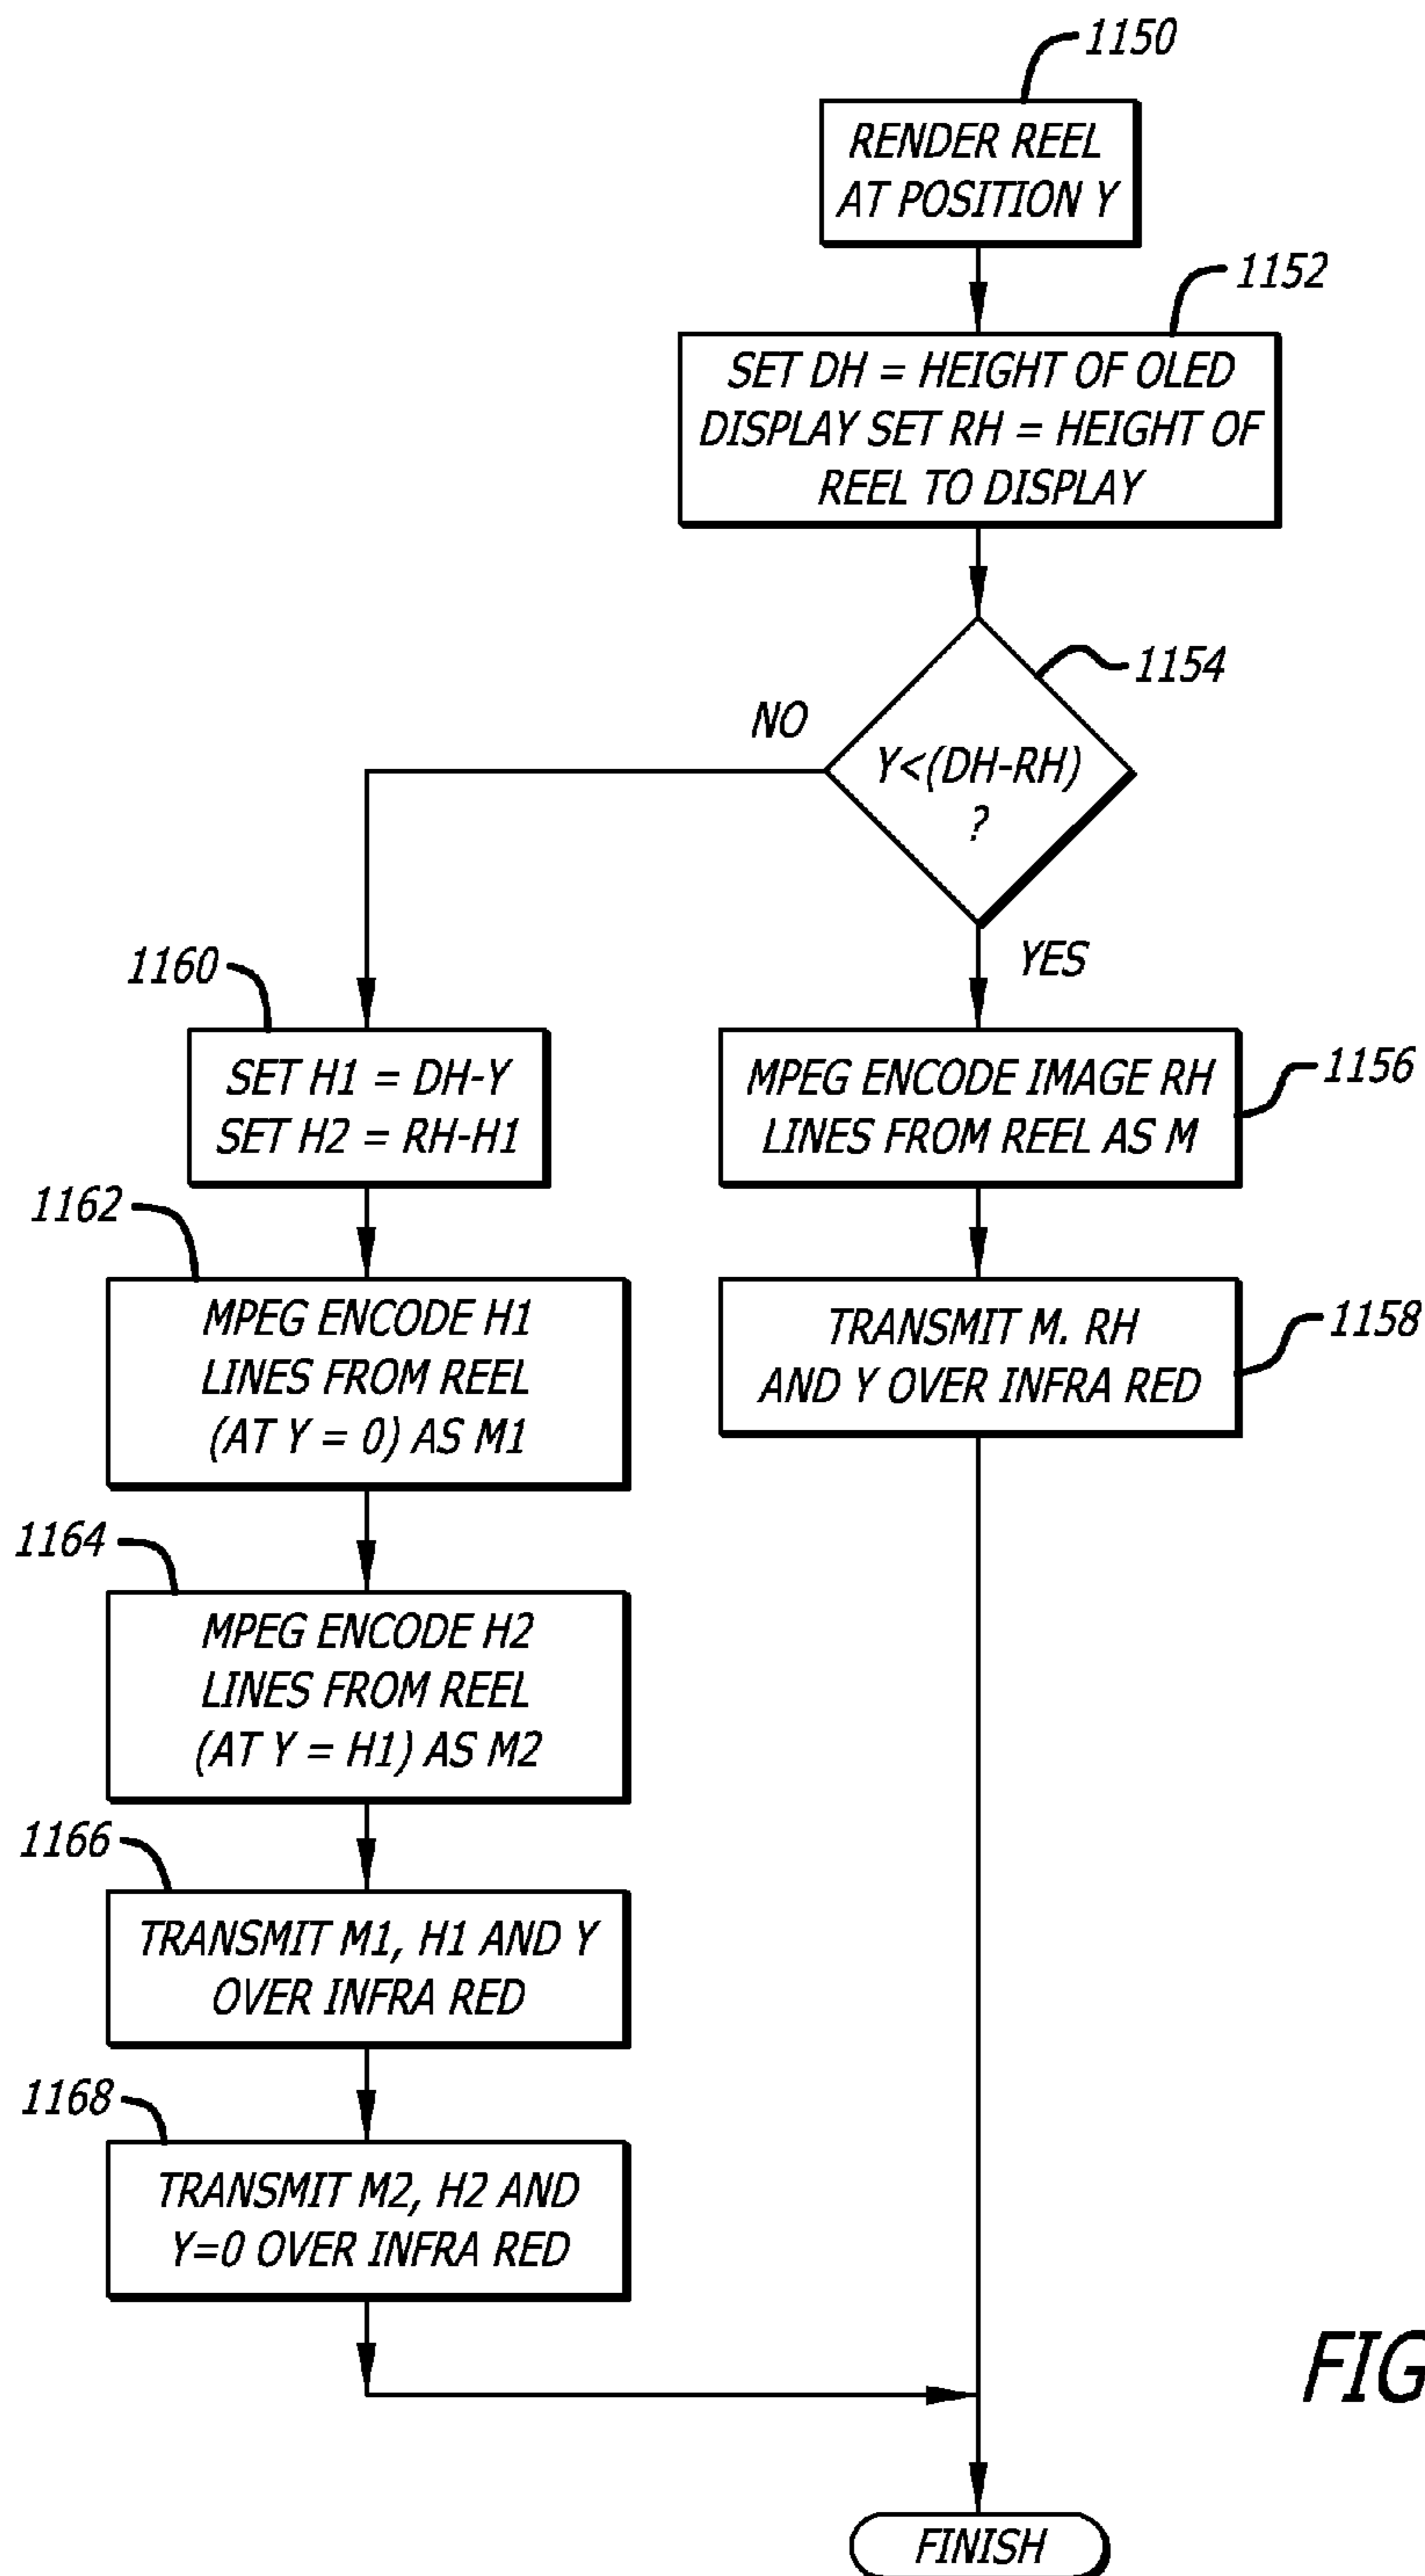 1150
RENDER REEL
AT POSITION Y
1152
SET DH = HEIGHT OF OLED
DISPLAY SET RH = HEIGHT OF
REEL TO DISPLAY
1154
NO
Y<(DH-RH)
?
YES
1160
SET H1 = DH-Y
SET H2 = RH-H1
1156
MPEG ENCODE IMAGE RH
LINES FROM REEL AS M
1162
MPEG ENCODE H1
LINES FROM REEL
(AT Y = 0) AS M1
1158
TRANSMIT M. RH
AND Y OVER INFRA RED
1164
MPEG ENCODE H2
LINES FROM REEL
(AT Y = H1) AS M2
1166
TRANSMIT M1, H1 AND Y
OVER INFRA RED
1168
TRANSMIT M2, H2 AND
Y=0 OVER INFRA RED
FIG
FINISH